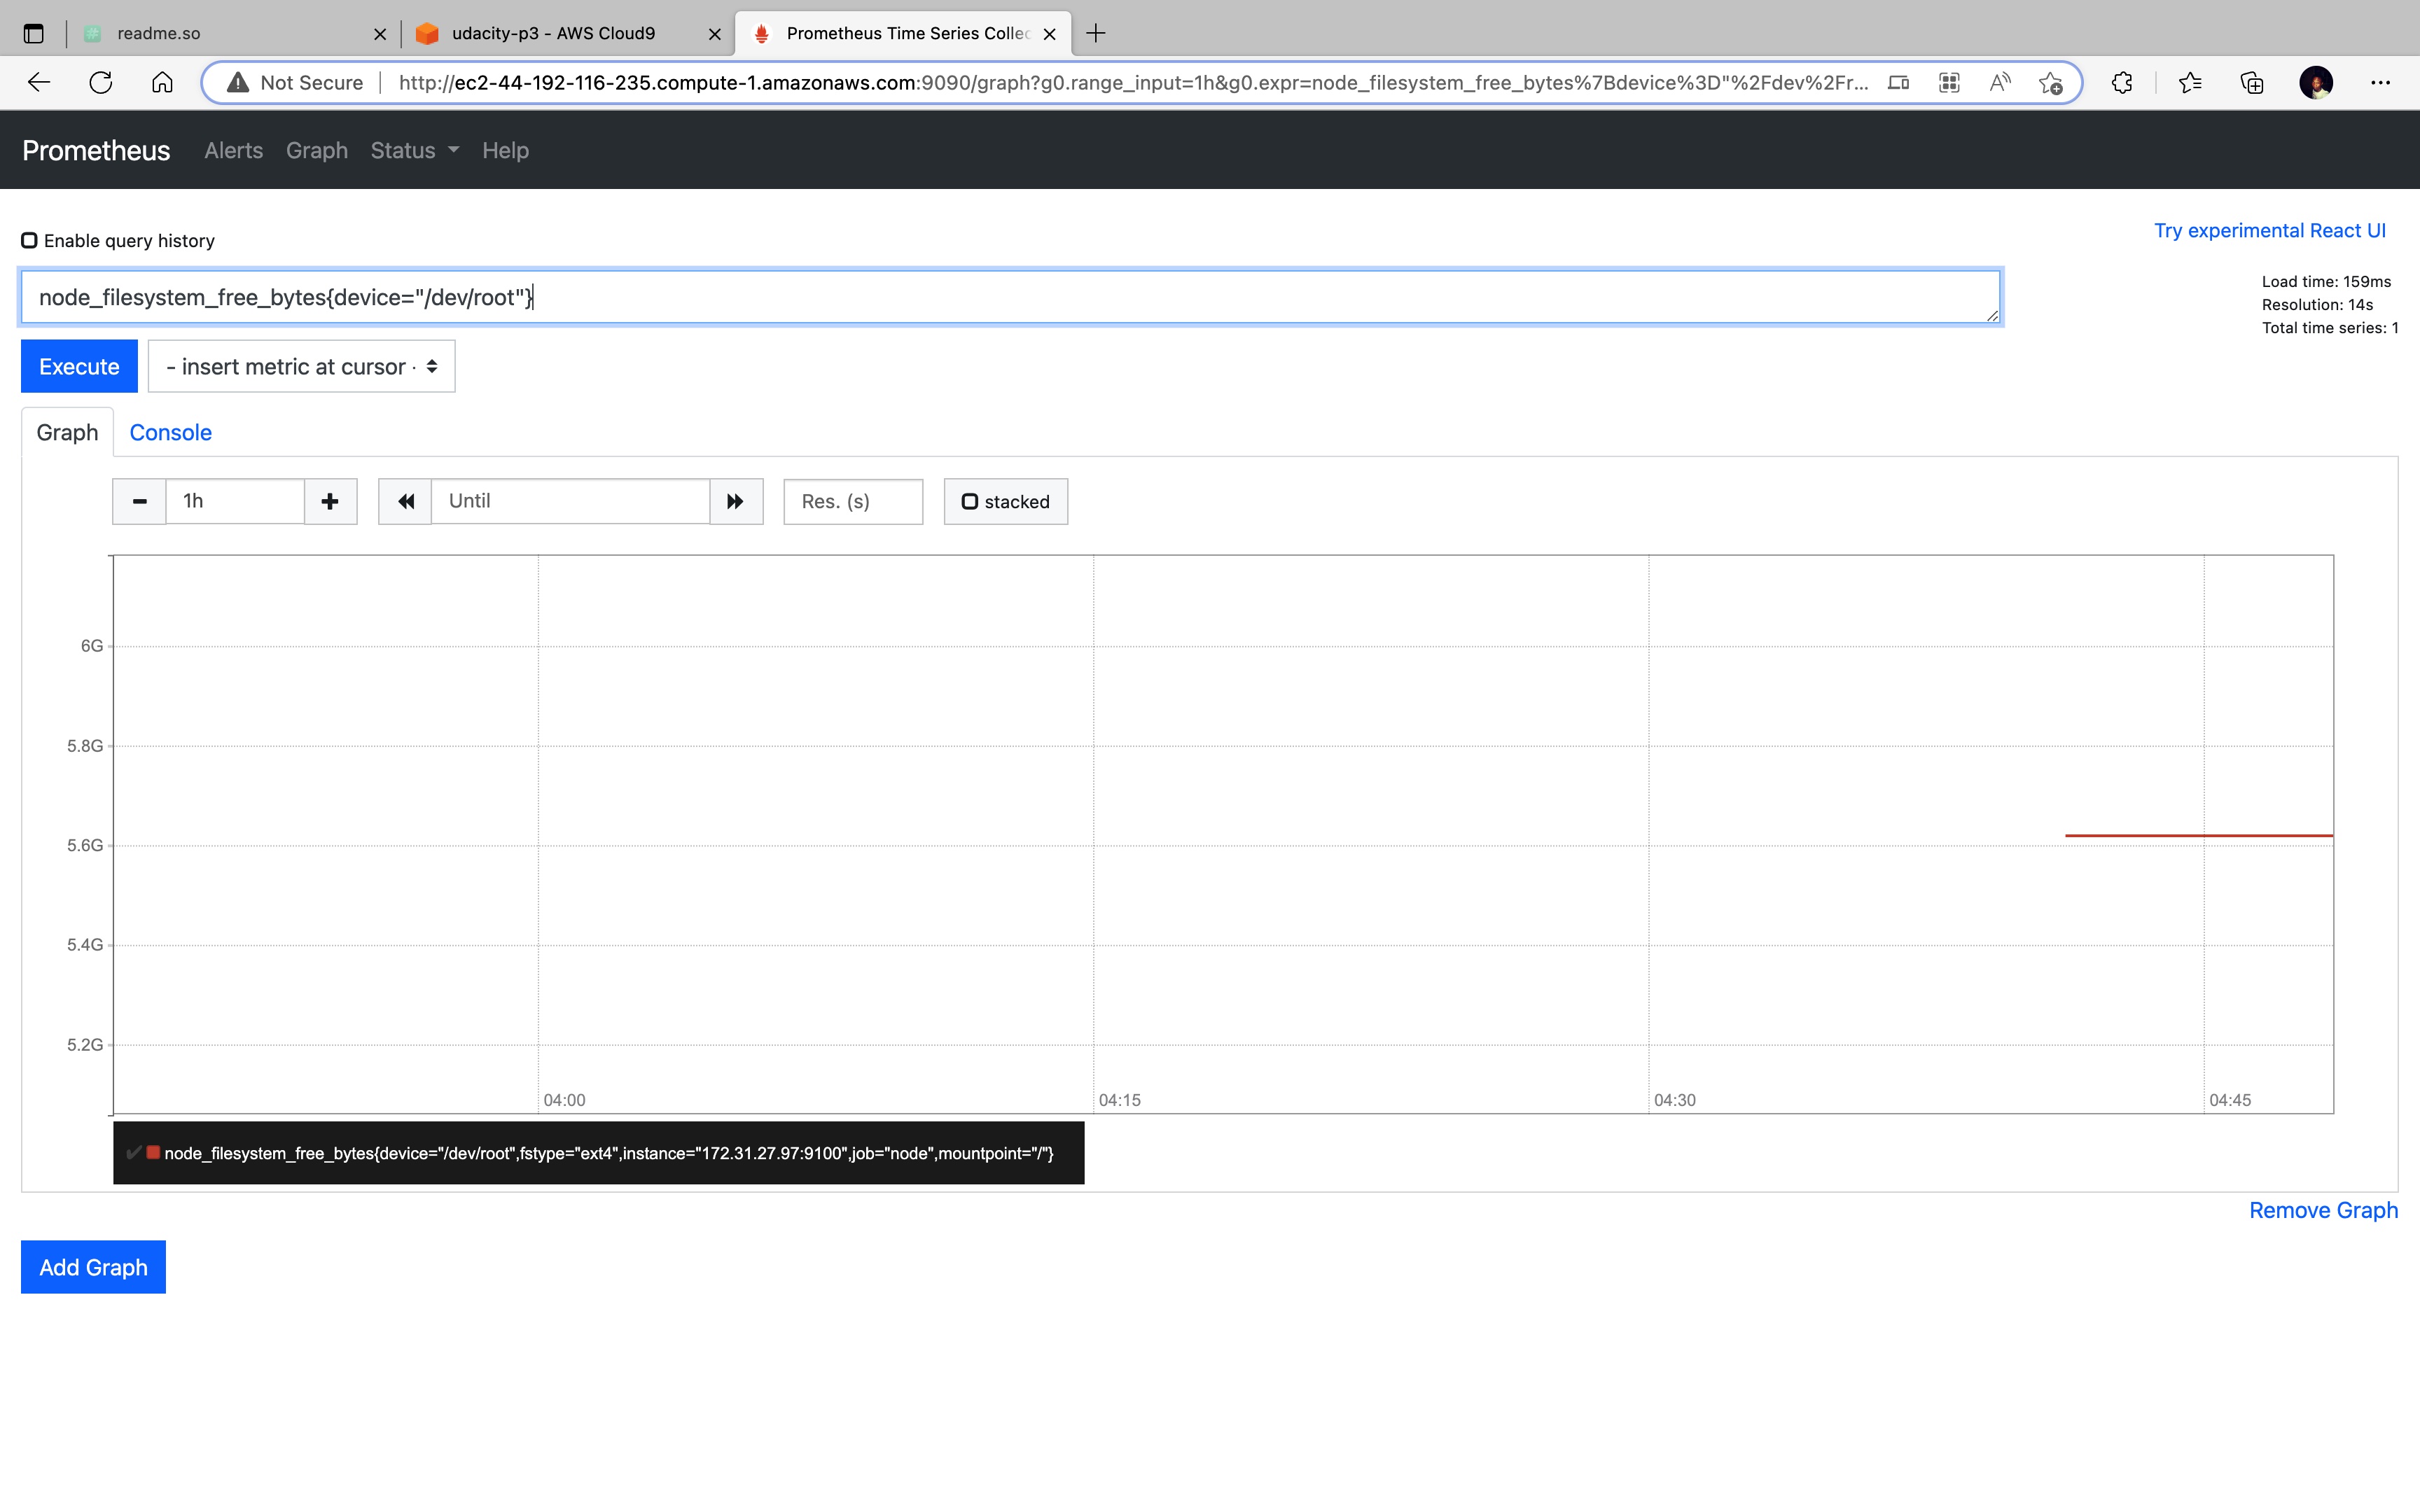 readme.so
udacity-p3 - AWS Cloud9
Prometheus Time Series Collec
Not Secure
http://ec2-44-192-116-235.compute-1.amazonaws.com:9090/graph?g0.range_input=1h&g0.expr=node_filesystem_free_bytes%7Bdevice%3D"%2Fdev%2Fr...
Prometheus Alerts Graph Status Help
Enable query history
Try experimental React UI
node_filesystem_free_bytes{device="/dev/root"}
Load time: 159ms
Resolution: 14s
Total time series: 1
Execute
- insert metric at cursor -
Graph Console
1h Until Res. (s) stacked
6G
5.8G
5.6G
5.4G
5.2G
04:00 04:15 04:30 04:45
node_filesystem_free_bytes{device="/dev/root",fstype="ext4",instance="172.31.27.97:9100",job="node",mountpoint="/"}
Remove Graph
Add Graph